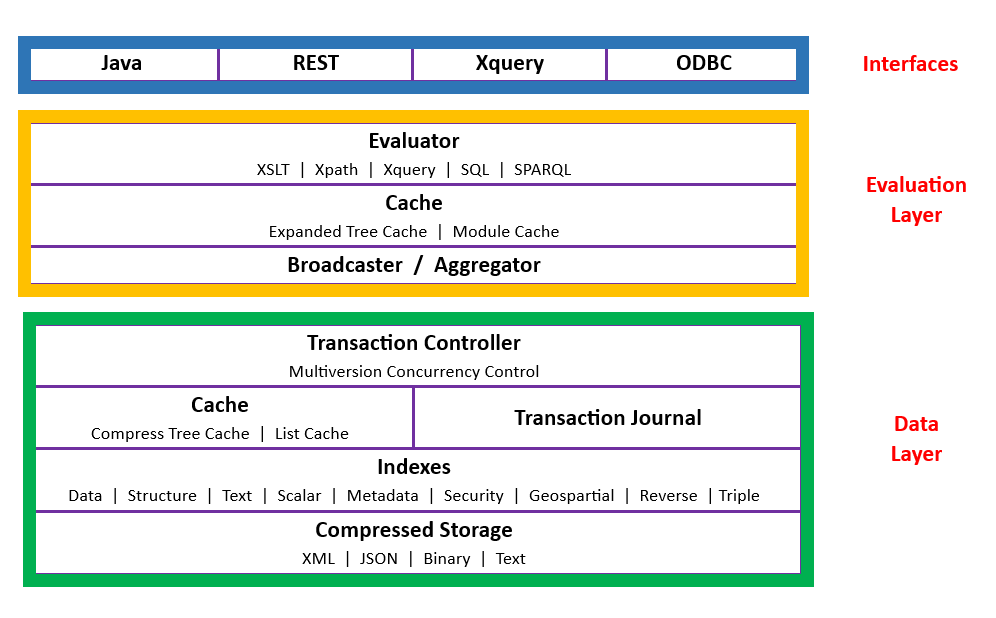 Java REST Xquery ODBC
Interfaces
Evaluator
XSLT | Xpath | Xquery | SQL | SPARQL
Cache
Expanded Tree Cache | Module Cache
Broadcaster / Aggregator
Evaluation
Layer
Transaction Controller
Multiversion Concurrency Control
Cache
Compress Tree Cache | List Cache
Transaction Journal
Indexes
Data | Structure | Text | Scalar | Metadata | Security | Geospartial | Reverse | Triple
Compressed Storage
XML | JSON | Binary | Text
Data
Layer